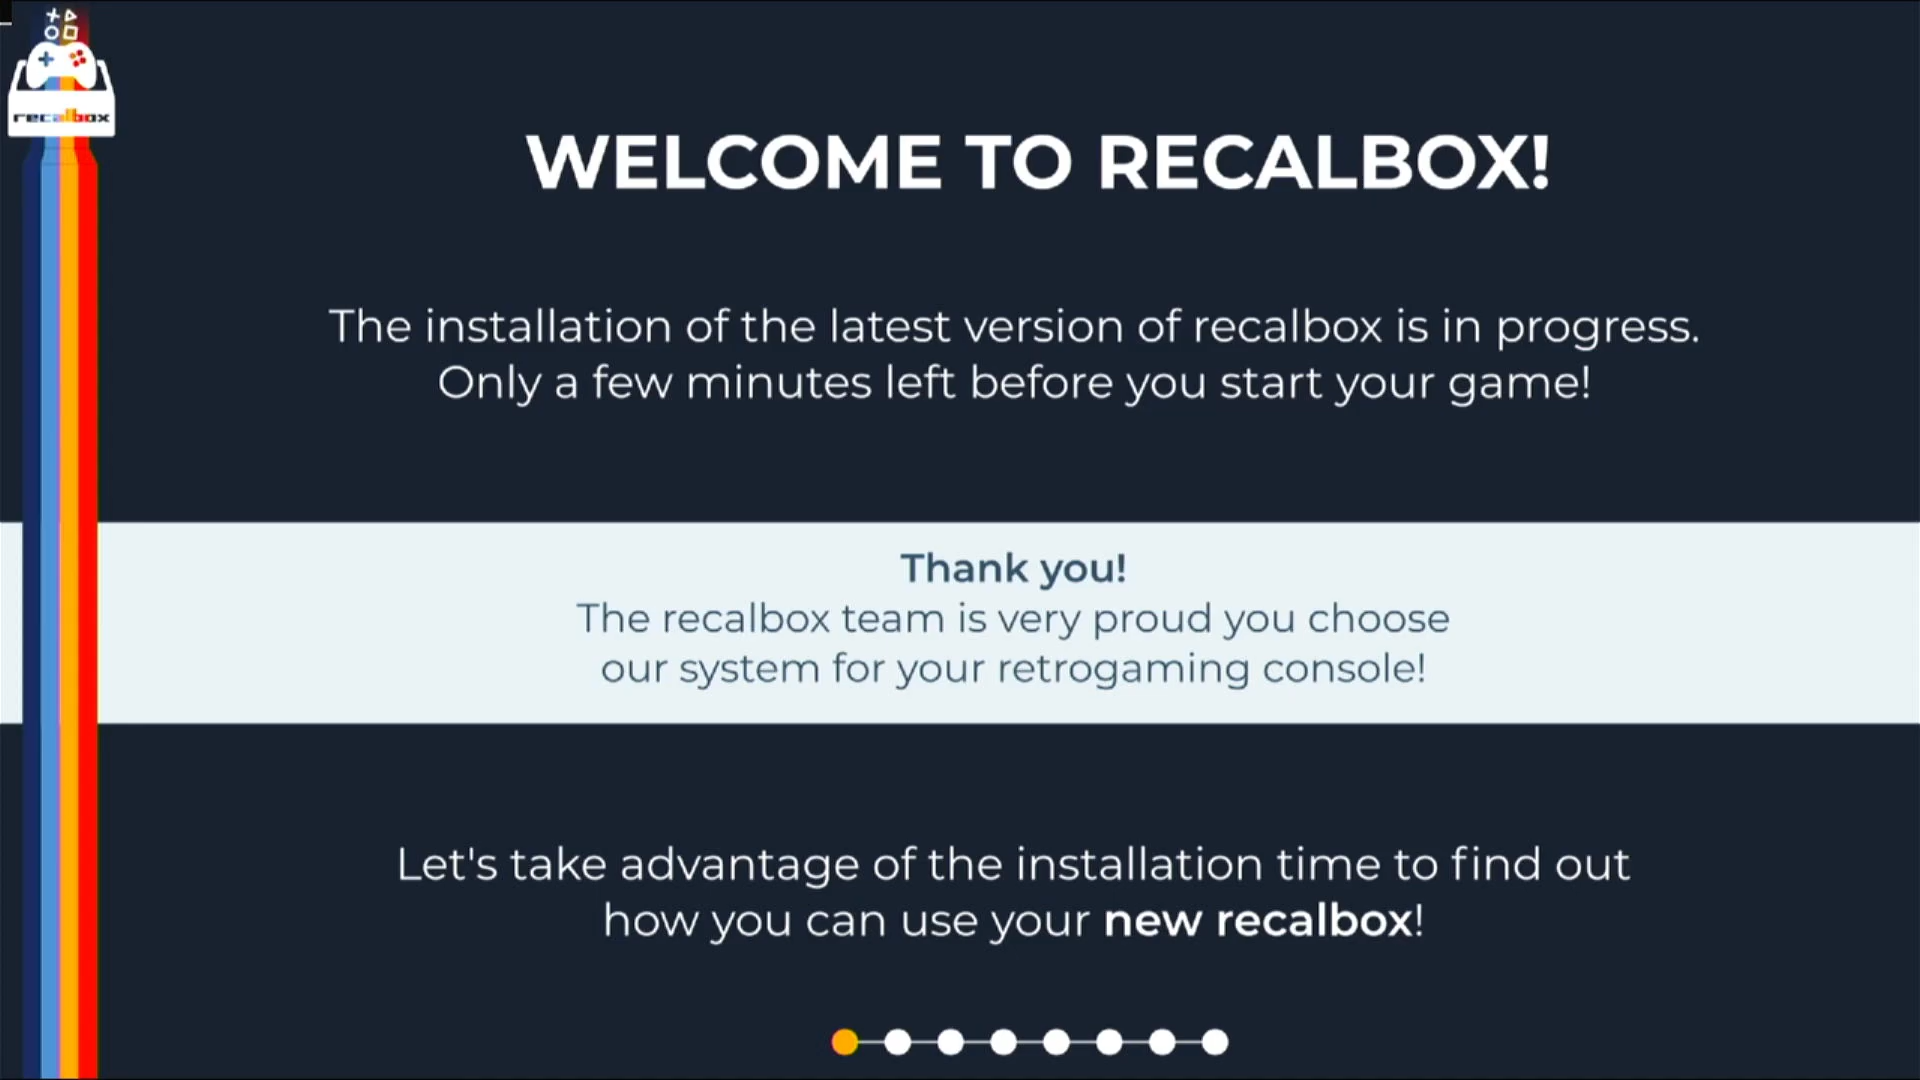 recalbox
WELCOME TO RECALBOX!
The installation of the latest version of recalbox is in progress.
Only a few minutes left before you start your game!
Thank you!
The recalbox team is very proud you choose
our system for your retrogaming console!
Let's take advantage of the installation time to find out
how you can use your new recalbox!